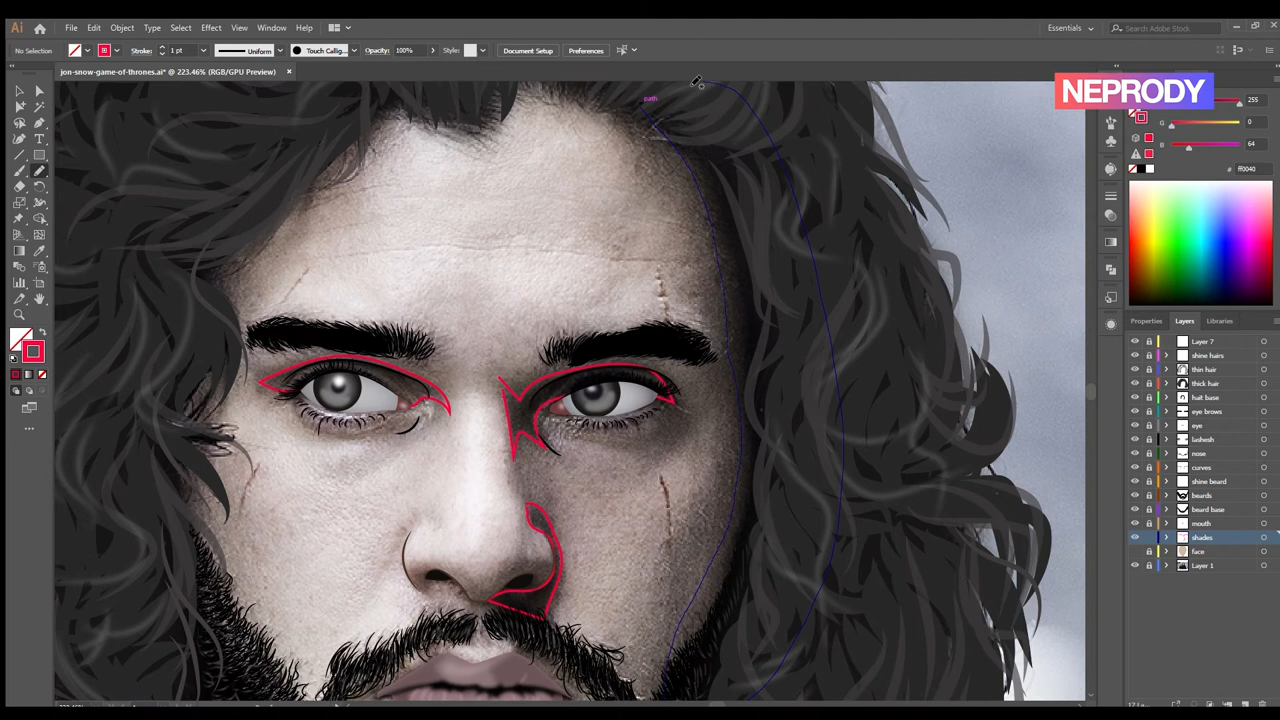 Ai File Edit Object Type Select Effect View Window Help Essentials Search Adobe Stock
No Selection Stroke: 1 pt Uniform Touch Callig... Opacity: 100% Style: Document Setup Preferences
jon-snow-game-of-thrones.ai* @ 223.46% (RGB/GPU Preview)
NEPRODY
255
path
G 0
B 64
# ff0040
Properties Layers Libraries
Layer 7
shine hairs
thin hair
thick hair
hait base
eye brows
eye
lashesh
nose
curves
shine beard
beards
beard base
mouth
shades
face
Layer 1